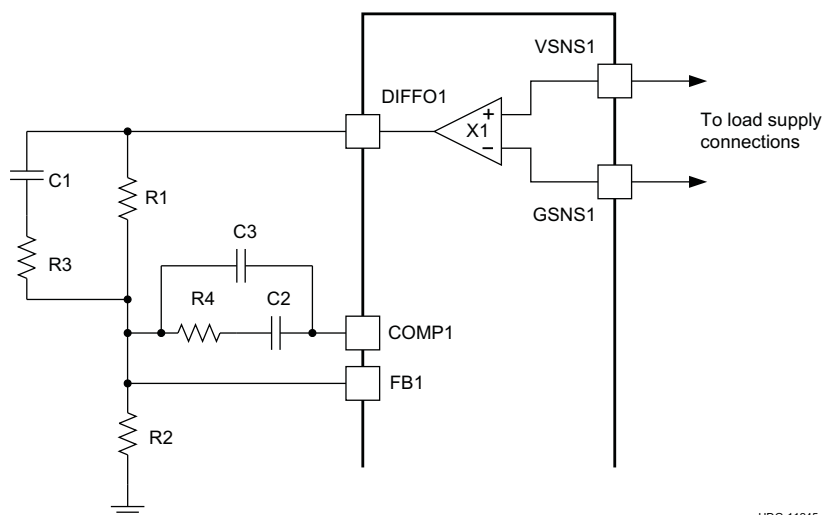 VSNS1
DIFFO1
+
X1
−
To load supply
connections
C1
R1
GSNS1
C3
R3
R4
C2
COMP1
FB1
R2